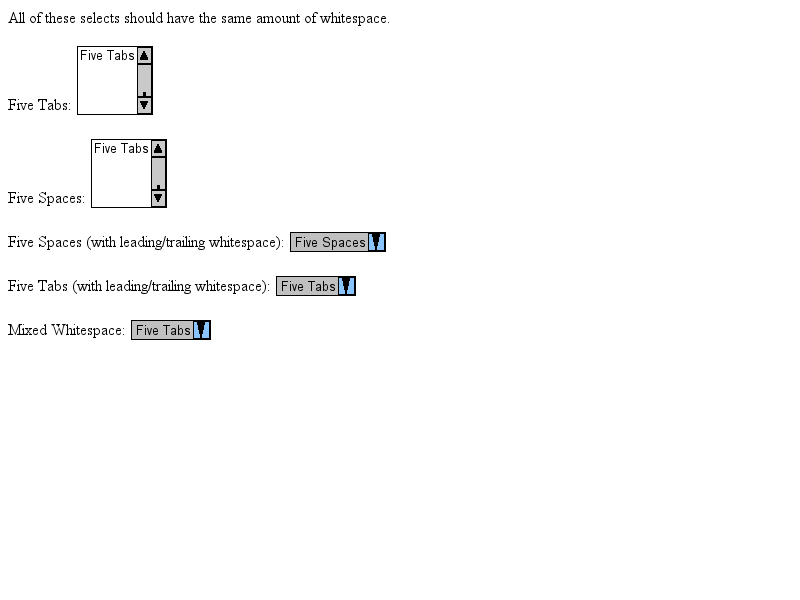 All of these selects should have the same amount of whitespace.
Five Tabs
Five Tabs:
Five Tabs
Five Spaces:
Five Spaces (with leading/trailing whitespace): Five Spaces
Five Tabs (with leading/trailing whitespace): Five Tabs
Mixed Whitespace: Five Tabs